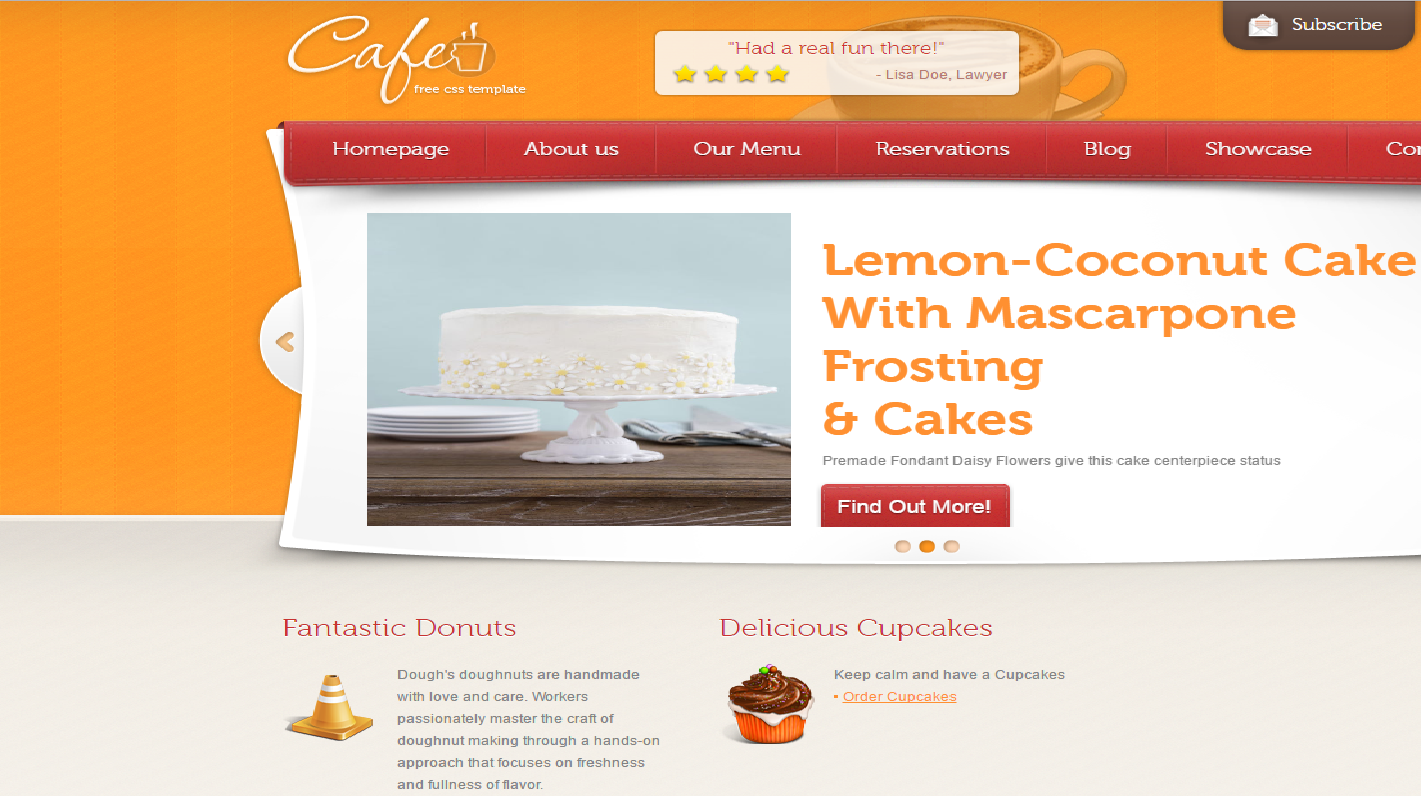 Cafe
free css template
"Had a real fun there!"
- Lisa Doe, Lawyer
Subscribe
Homepage
About us
Our Menu
Reservations
Blog
Showcase
Co
Lemon-Coconut Cake
With Mascarpone
Frosting
& Cakes
Premade Fondant Daisy Flowers give this cake centerpiece status
Find Out More!
Fantastic Donuts
Dough's doughnuts are handmade
with love and care. Workers
passionately master the craft of
doughnut making through a hands-on
approach that focuses on freshness
and fullness of flavor.
Delicious Cupcakes
Keep calm and have a Cupcakes
Order Cupcakes